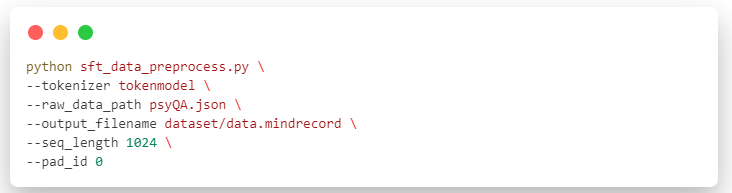 python sft_data_preprocess.py \
--tokenizer tokenmodel \
--raw_data_path psyQA.json \
--output_filename dataset/data.mindrecord \
--seq_length 1024 \
--pad_id 0